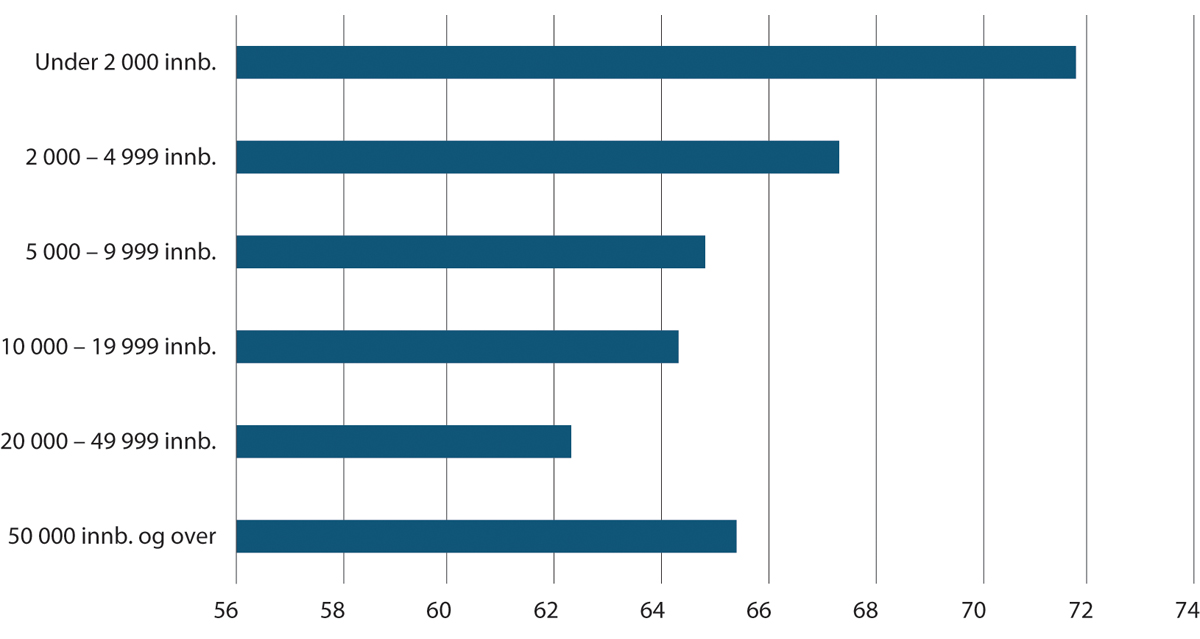 Under 2 000 innb.
2 000 – 4 999 innb.
5 000 – 9 999 innb.
10 000 – 19 999 innb.
20 000 – 49 999 innb.
50 000 innb. og over
56 58 60 62 64 66 68 70 72 74